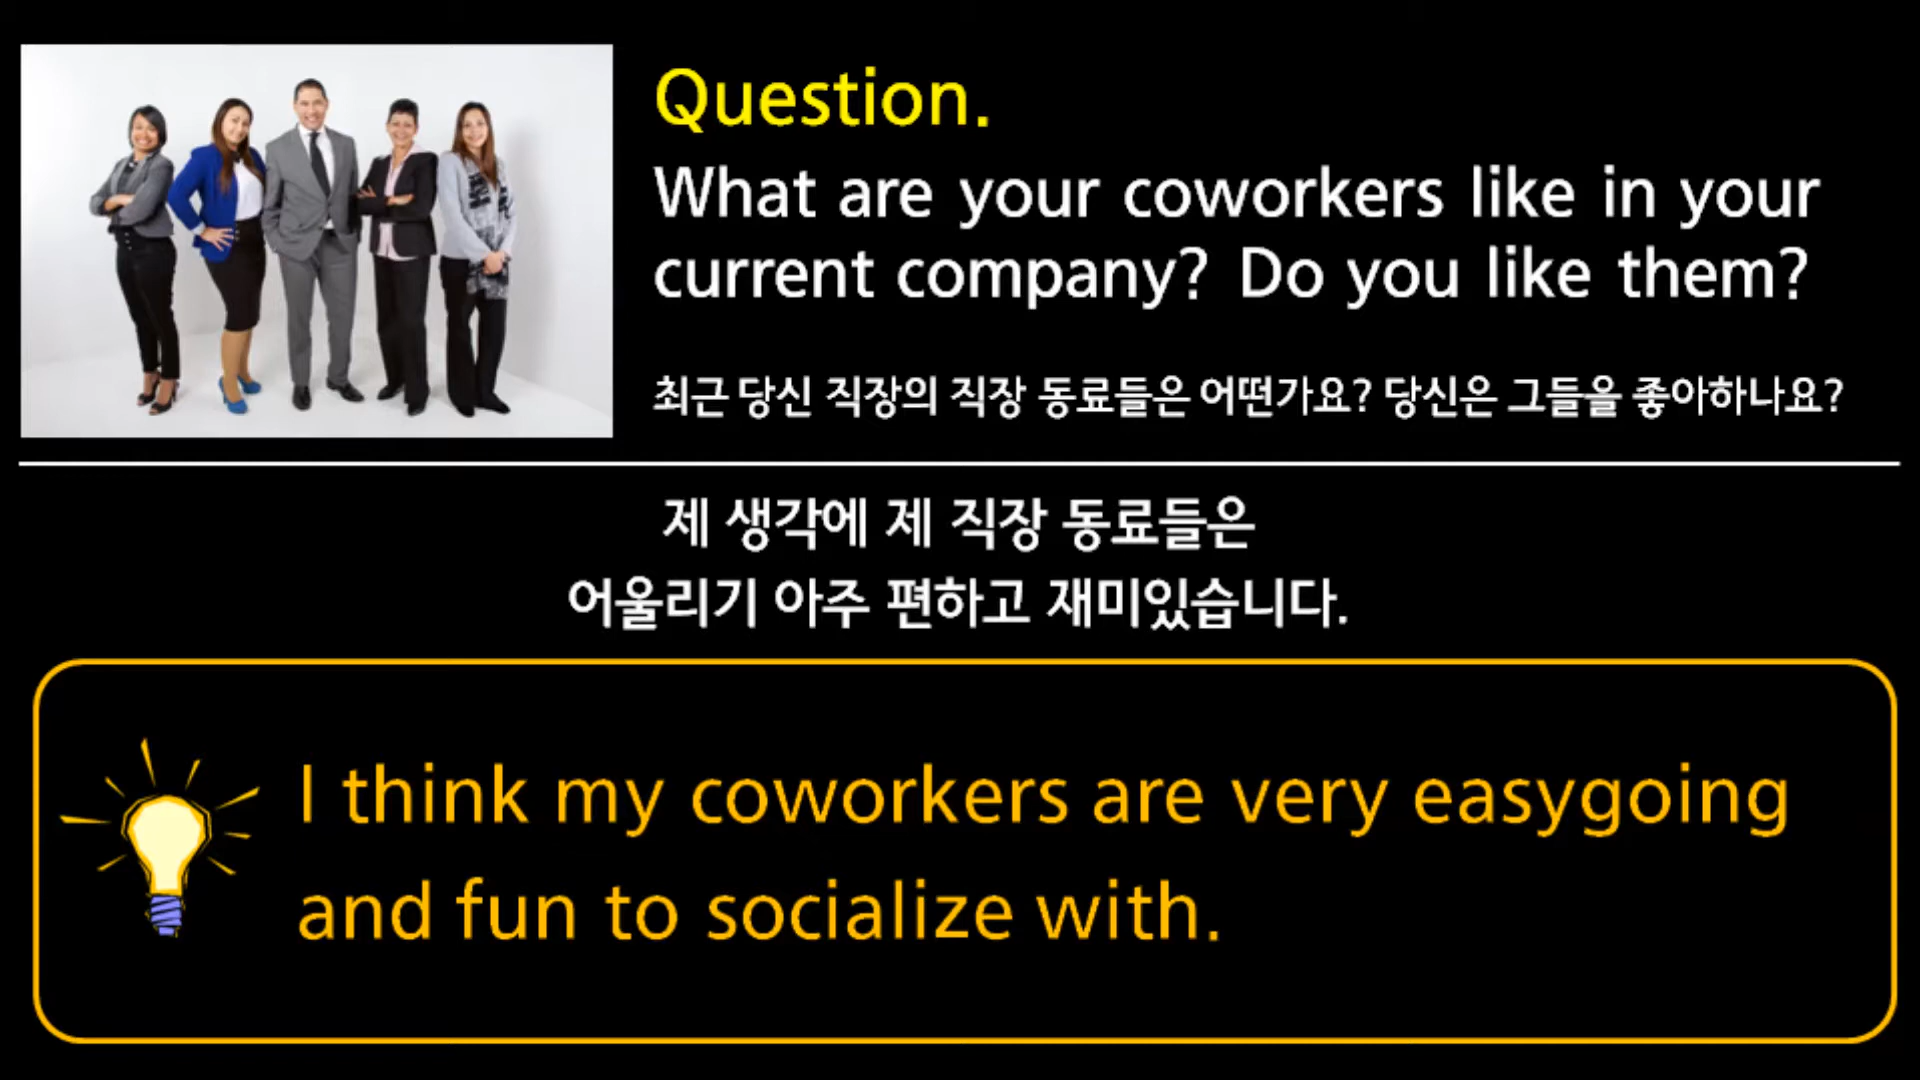 Question.
What are your coworkers like in your
current company? Do you like them?
최근 당신 직장의 직장 동료들은 어떤가요? 당신은 그들을 좋아하나요?
제 생각에 제 직장 동료들은
어울리기 아주 편하고 재미있습니다.
I think my coworkers are very easygoing
and fun to socialize with.